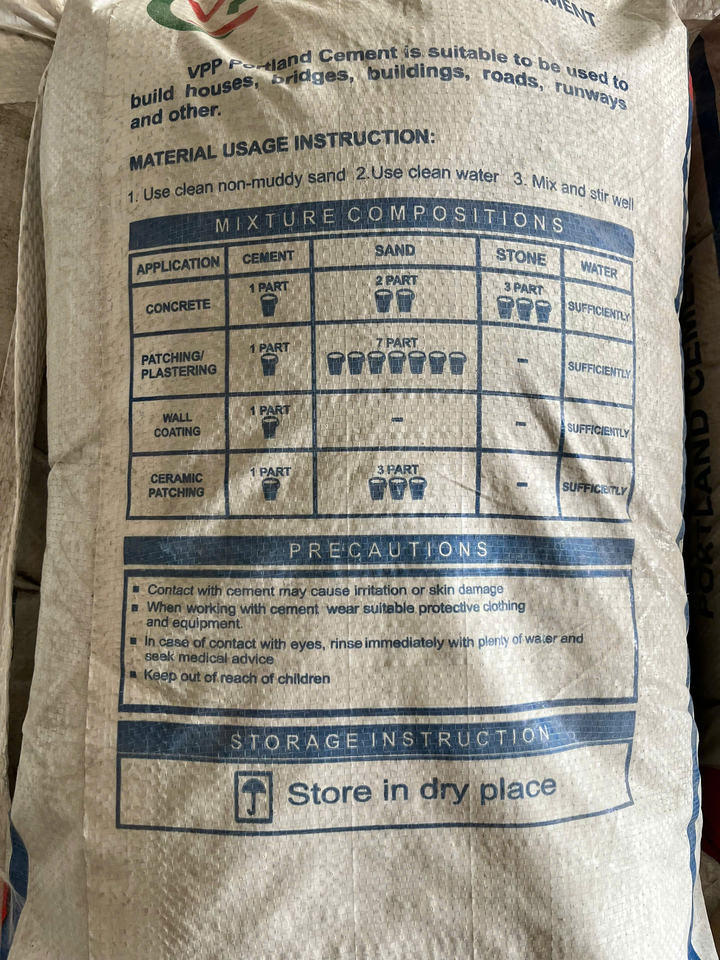 VPP Portland Cement is suitable to be used to
build houses, bridges, buildings, roads, runways
and other.
MATERIAL USAGE INSTRUCTION:
1. Use clean non-muddy sand 2.Use clean water 3. Mix and stir well
MIXTURE COMPOSITIONS
APPLICATION CEMENT SAND STONE WATER
CONCRETE 1 PART 2 PART 3 PART SUFFICIENTLY
PATCHING/
PLASTERING 1 PART 7 PART - SUFFICIENTLY
WALL
COATING 1 PART - - SUFFICIENTLY
CERAMIC
PATCHING 1 PART 3 PART - SUFFICIENTLY
PRECAUTIONS
Contact with cement may cause irritation or skin damage
When working with cement wear suitable protective clothing
and equipment.
In case of contact with eyes, rinse immediately with plenty of water and
seek medical advice
Keep out of reach of children
STORAGE INSTRUCTION
Store in dry place
PORTLAND CEMENT